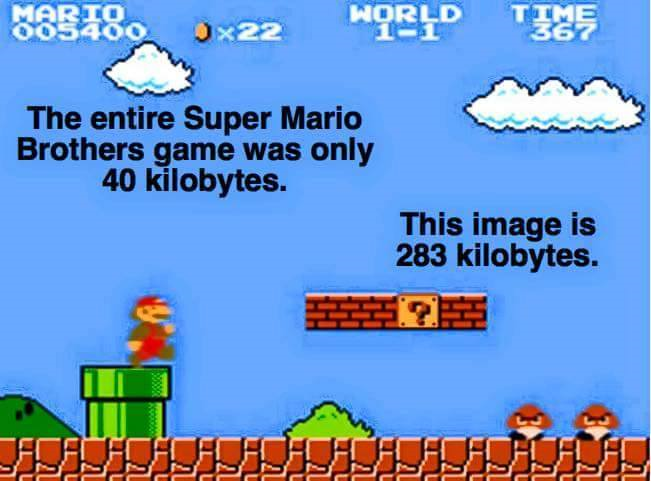 MARIO WORLD TIME
005400 x22 1-1 367
The entire Super Mario
Brothers game was only
40 kilobytes.
This image is
283 kilobytes.
?